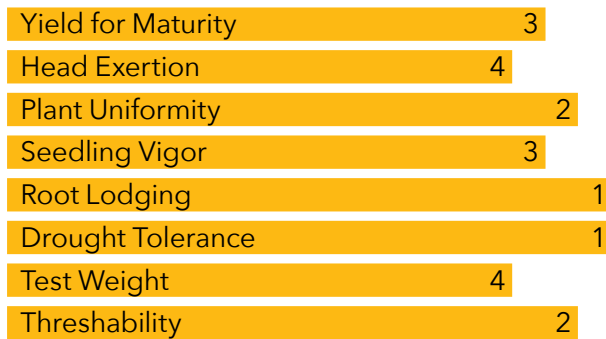 Yield for Maturity 3
Head Exertion 4
Plant Uniformity 2
Seedling Vigor 3
Root Lodging 1
Drought Tolerance 1
Test Weight 4
Threshability 2